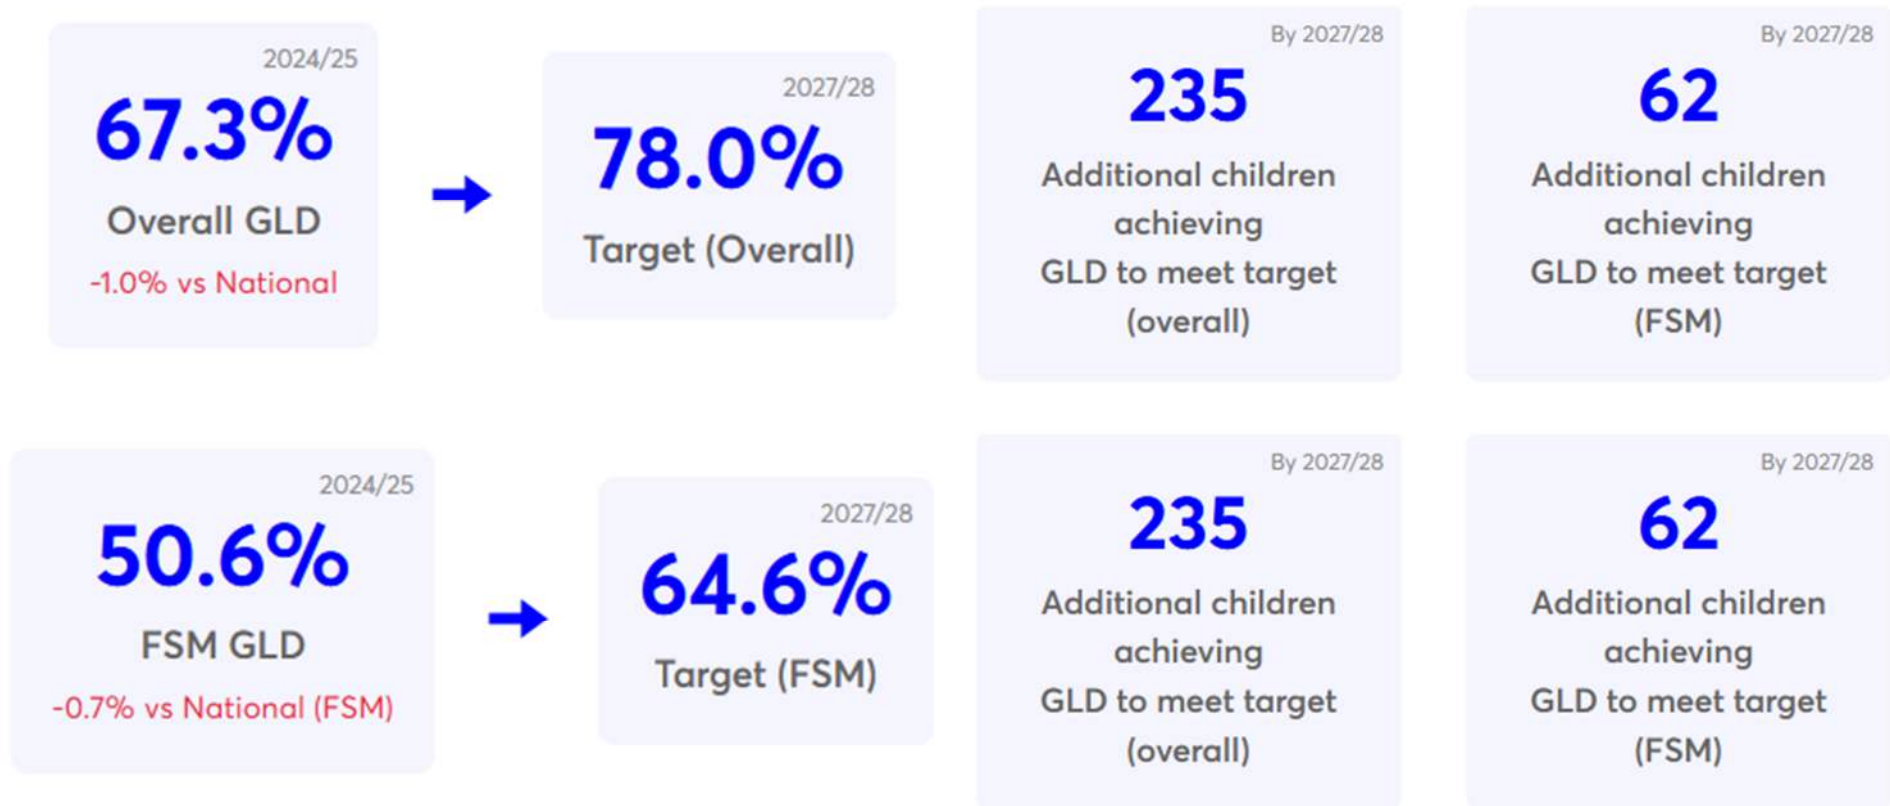 2024/25
67.3%
Overall GLD
-1.0% vs National
2027/28
78.0%
Target (Overall)
By 2027/28
235
Additional children
achieving
GLD to meet target
(overall)
By 2027/28
62
Additional children
achieving
GLD to meet target
(FSM)
2024/25
50.6%
FSM GLD
-0.7% vs National (FSM)
2027/28
64.6%
Target (FSM)
By 2027/28
235
Additional children
achieving
GLD to meet target
(overall)
By 2027/28
62
Additional children
achieving
GLD to meet target
(FSM)